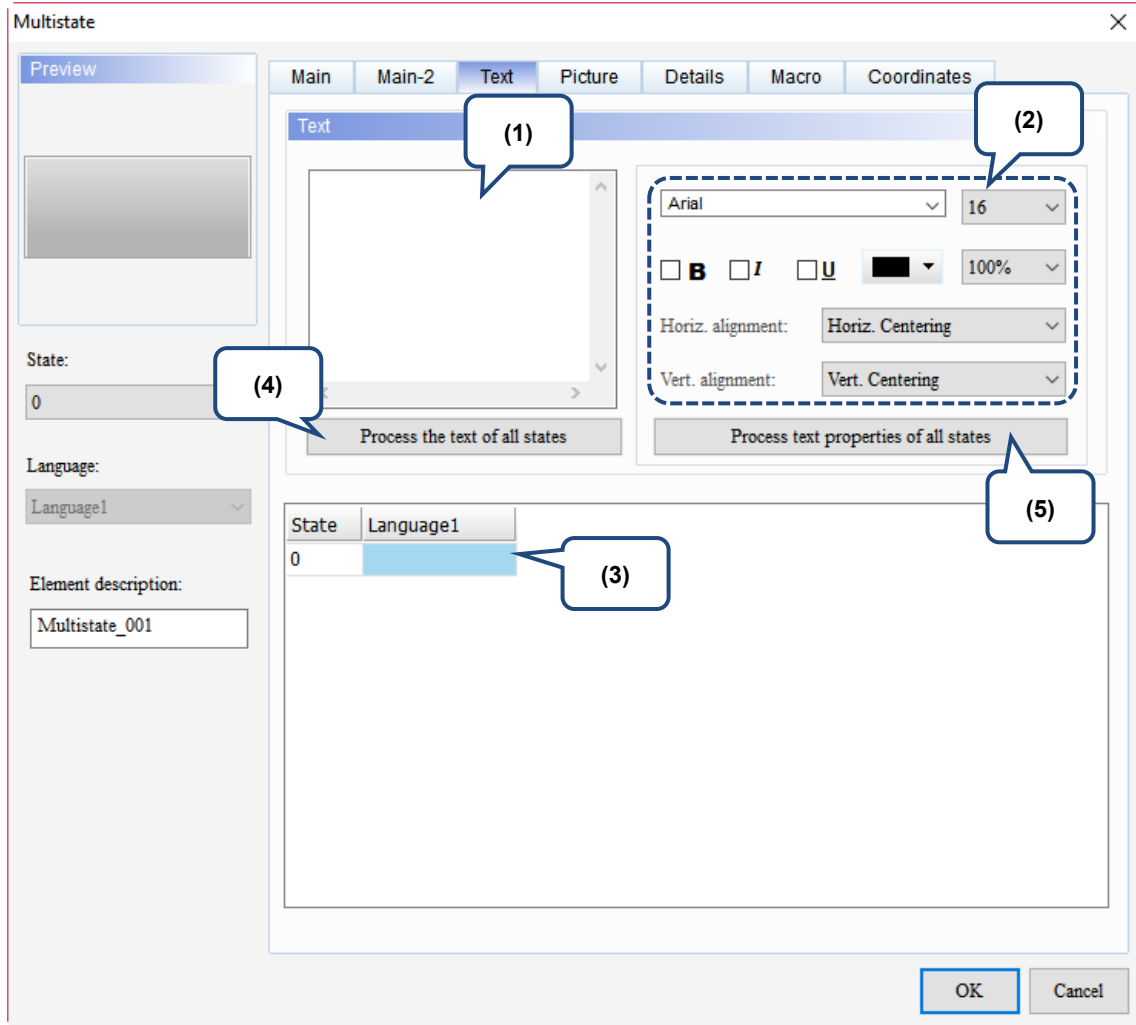 Multistate
Preview
Main Main-2 Text Picture Details Macro Coordinates
Text
(1)
(2)
Arial 16
B I U 100%
Horiz. alignment: Horiz. Centering
Vert. alignment: Vert. Centering
State:
0
(4)
Process the text of all states Process text properties of all states
Language:
Language1
(5)
State Language1
0
(3)
Element description:
Multistate_001
OK Cancel